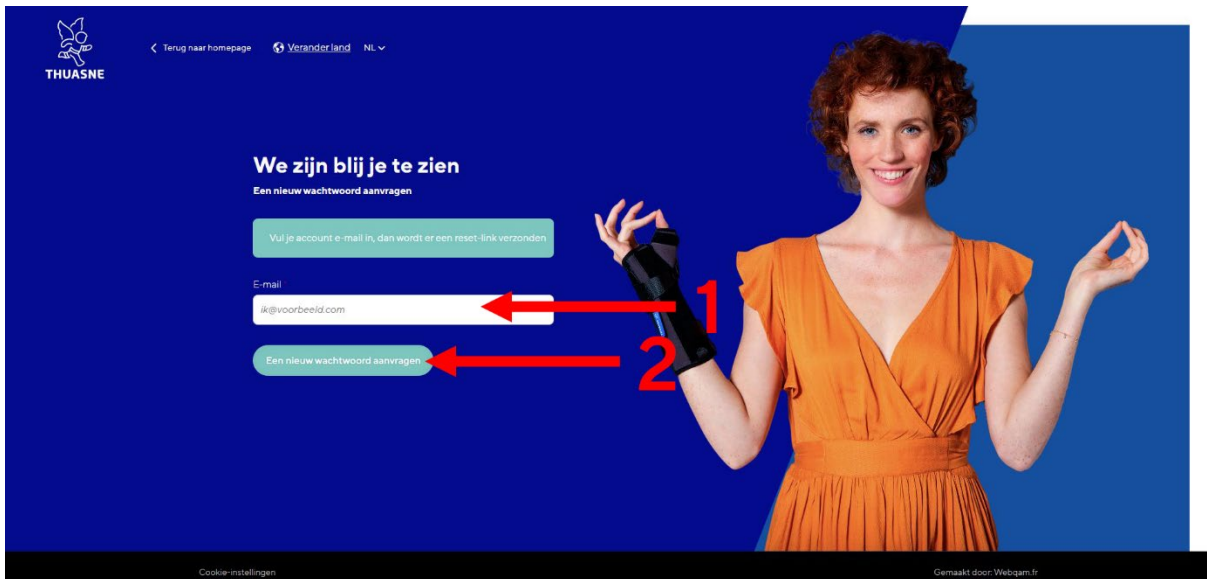 THUASNE
Terug naar homepage Verander land NL
We zijn blij je te zien
Een nieuw wachtwoord aanvragen
Vul je account e-mail in, dan wordt er een reset-link verzonden
E-mail
ik@voorbeeld.com
1
Een nieuw wachtwoord aanvragen
2
Cookie-instellingen
Gemaakt door: Webqam.fr